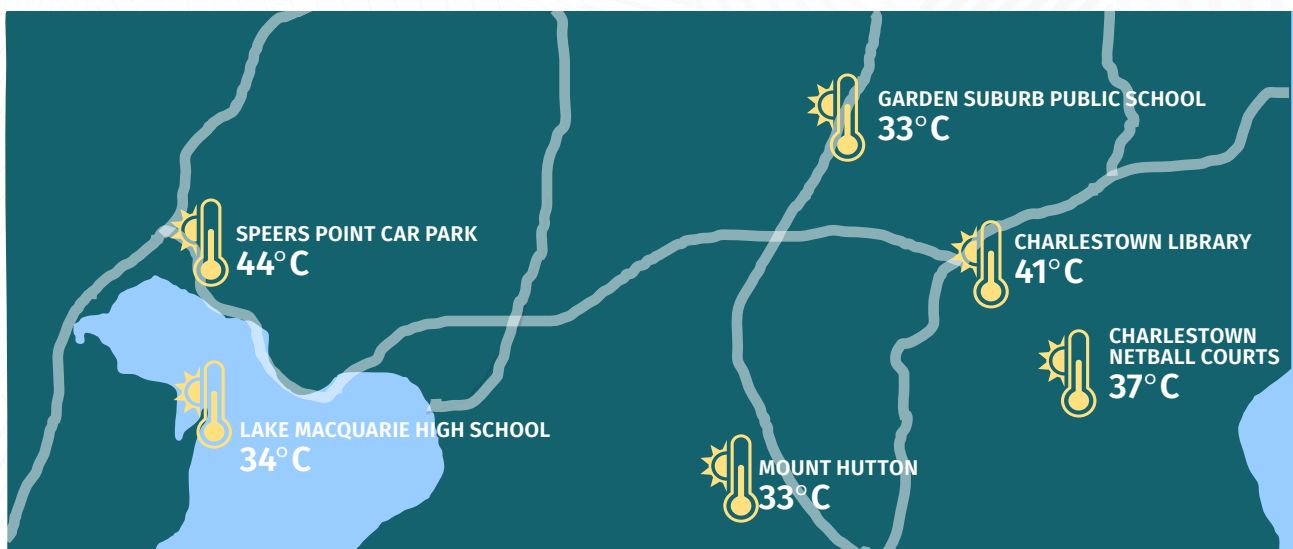 GARDEN SUBURB PUBLIC SCHOOL
33°C
SPEERS POINT CAR PARK
44°C
CHARLESTOWN LIBRARY
41°C
CHARLESTOWN
NETBALL COURTS
37°C
LAKE MACQUARIE HIGH SCHOOL
34°C
MOUNT HUTTON
33°C